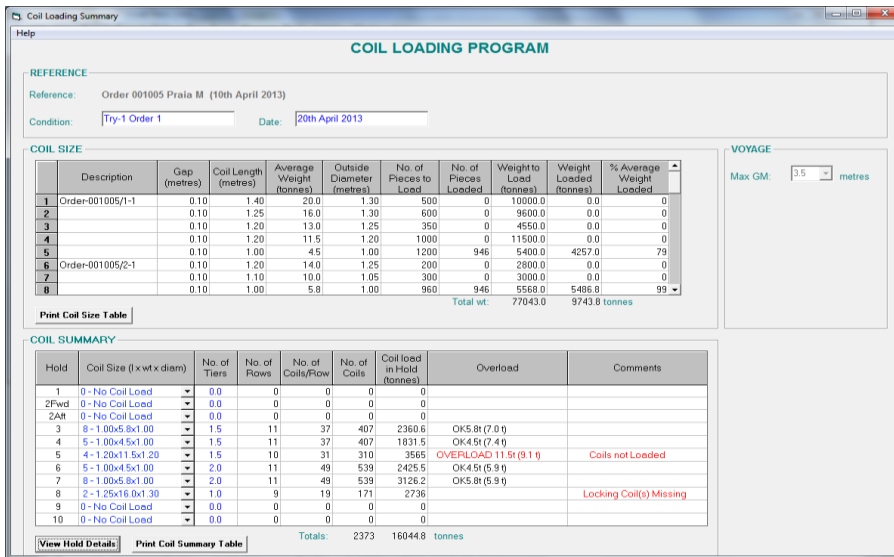 Coil Loading Summary
Help
COIL LOADING PROGRAM
REFERENCE
Reference: Order 001005 Praia M (10th April 2013)
Condition: Try-1 Order 1 Date: 20th April 2013
COIL SIZE
Description Gap (metres) Coil Length (metres) Average Weight (tonnes) Outside Diameter (metres) No. of Pieces to Load No. of Pieces Loaded Weight to Load (tonnes) Weight Loaded (tonnes) % Average Weight Loaded
1 Order-001005/1-1 0.10 1.40 20.0 1.30 500 0 10000.0 0.0 0
2 0.10 1.25 16.0 1.30 600 0 9600.0 0.0 0
3 0.10 1.20 13.0 1.25 350 0 4550.0 0.0 0
4 0.10 1.20 11.5 1.20 1000 0 11500.0 0.0 0
5 0.10 1.00 4.5 1.00 1200 946 5400.0 4257.0 79
6 Order-001005/2-1 0.10 1.20 14.0 1.25 200 0 2800.0 0.0 0
7 0.10 1.10 10.0 1.05 300 0 3000.0 0.0 0
8 0.10 1.00 5.8 1.00 960 946 5568.0 5486.8 99
Total wt: 77043.0 9743.8 tonnes
Print Coil Size Table
VOYAGE
Max GM: 3.5 metres
COIL SUMMARY
Hold Coil Size (l x wt x diam) No. of Tiers No. of Rows No. of Coils/Row No. of Coils Coil load in Hold (tonnes) Overload Comments
1 0 - No Coil Load 0.0 0 0 0 0
2Fwd 0 - No Coil Load 0.0 0 0 0 0
2Aft 0 - No Coil Load 0.0 0 0 0 0
3 8 - 1.00x5.8x1.00 1.5 11 37 407 2360.6 OK5.8t (7.0 t)
4 5 - 1.00x4.5x1.00 1.5 11 37 407 1831.5 OK4.5t (7.4 t)
5 4 - 1.20x11.5x1.20 1.5 10 31 310 3565 OVERLOAD 11.5t (9.1 t) Coils not Loaded
6 5 - 1.00x4.5x1.00 2.0 11 49 539 2425.5 OK4.5t (5.9 t)
7 8 - 1.00x5.8x1.00 2.0 11 49 539 3126.2 OK5.8t (5.9 t)
8 2 - 1.25x16.0x1.30 1.0 9 19 171 2736 Locking Coil(s) Missing
9 0 - No Coil Load 0.0 0 0 0 0
10 0 - No Coil Load 0.0 0 0 0 0
Totals: 2373 16044.8 tonnes
View Hold Details Print Coil Summary Table